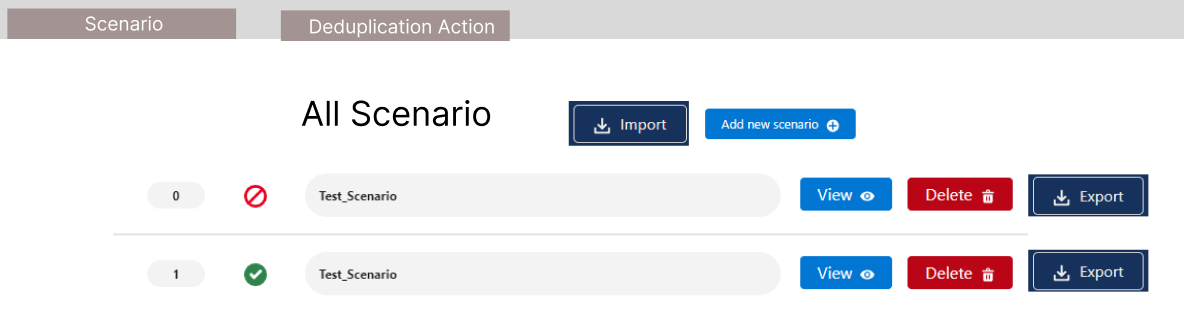 Scenario
Deduplication Action
All Scenario
Import
Add new scenario
0
Test_Scenario
View
Delete
Export
1
Test_Scenario
View
Delete
Export